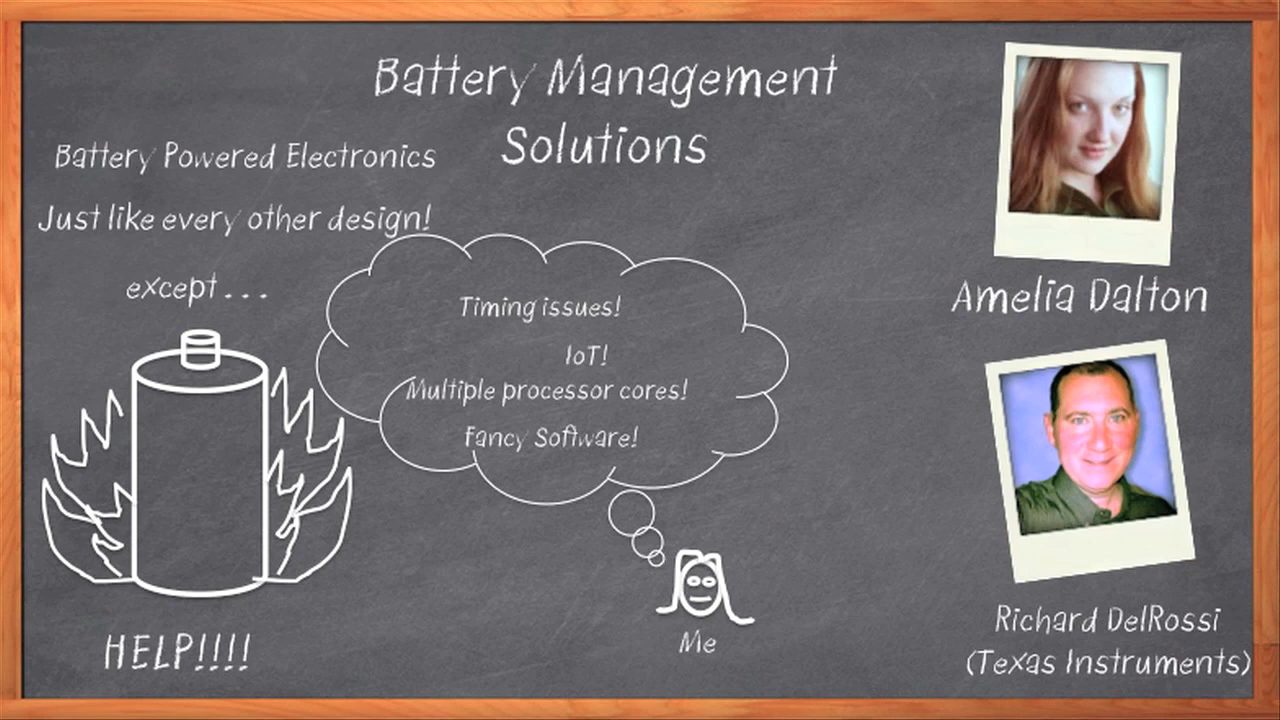 Battery Management
Solutions
Battery Powered Electronics
Just like every other design!
except . . .
Timing issues!
IoT!
Multiple processor cores!
Fancy Software!
Me
HELP!!!!
Amelia Dalton
Richard DelRossi
(Texas Instruments)